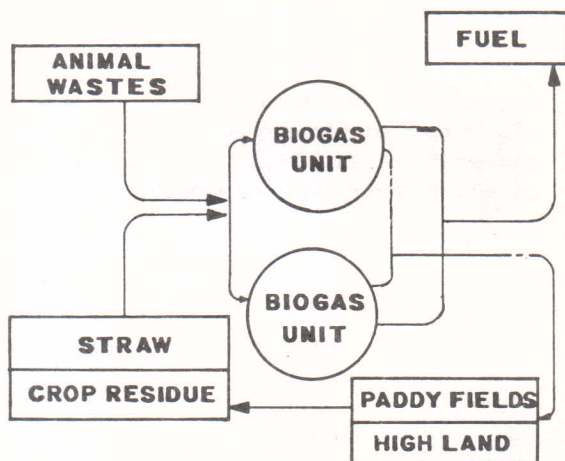 FUEL
ANIMAL
WASTES
BIOGAS
UNIT
BIOGAS
UNIT
STRAW
CROP RESIDUE
PADDY FIELDS
HIGH LAND